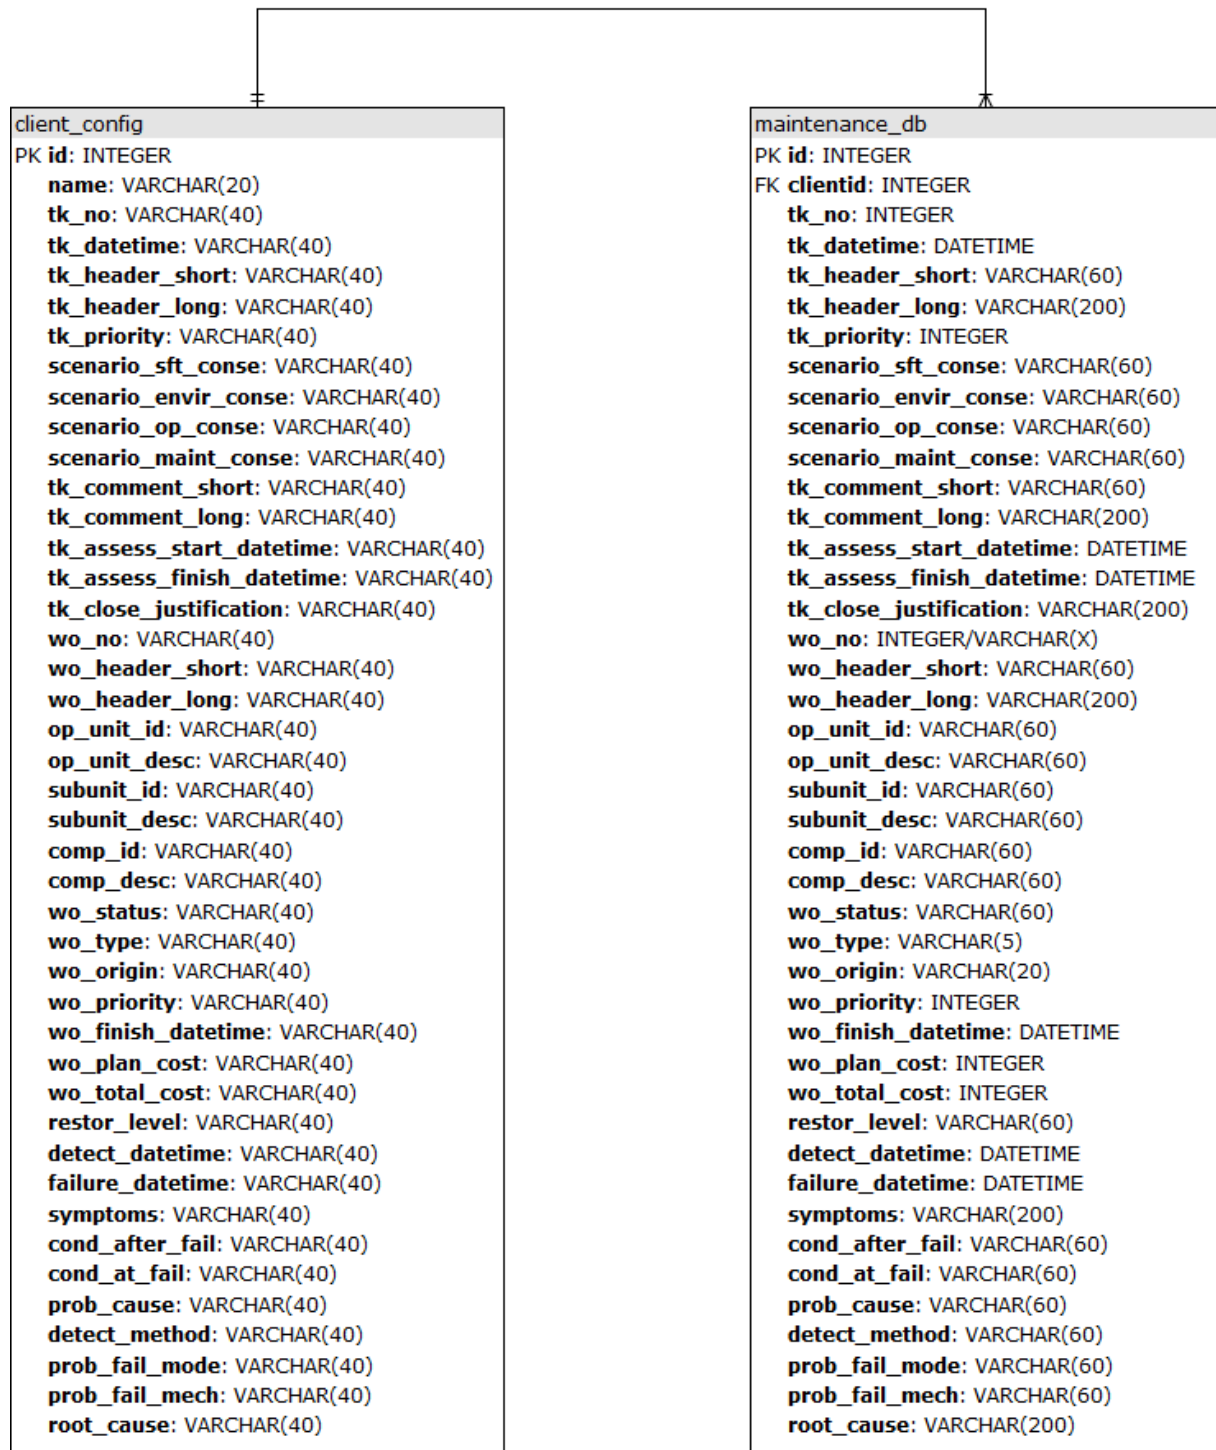 client_config
PK id: INTEGER
name: VARCHAR(20)
tk_no: VARCHAR(40)
tk_datetime: VARCHAR(40)
tk_header_short: VARCHAR(40)
tk_header_long: VARCHAR(40)
tk_priority: VARCHAR(40)
scenario_sft_conse: VARCHAR(40)
scenario_envir_conse: VARCHAR(40)
scenario_op_conse: VARCHAR(40)
scenario_maint_conse: VARCHAR(40)
tk_comment_short: VARCHAR(40)
tk_comment_long: VARCHAR(40)
tk_assess_start_datetime: VARCHAR(40)
tk_assess_finish_datetime: VARCHAR(40)
tk_close_justification: VARCHAR(40)
wo_no: VARCHAR(40)
wo_header_short: VARCHAR(40)
wo_header_long: VARCHAR(40)
op_unit_id: VARCHAR(40)
op_unit_desc: VARCHAR(40)
subunit_id: VARCHAR(40)
subunit_desc: VARCHAR(40)
comp_id: VARCHAR(40)
comp_desc: VARCHAR(40)
wo_status: VARCHAR(40)
wo_type: VARCHAR(40)
wo_origin: VARCHAR(40)
wo_priority: VARCHAR(40)
wo_finish_datetime: VARCHAR(40)
wo_plan_cost: VARCHAR(40)
wo_total_cost: VARCHAR(40)
restor_level: VARCHAR(40)
detect_datetime: VARCHAR(40)
failure_datetime: VARCHAR(40)
symptoms: VARCHAR(40)
cond_after_fail: VARCHAR(40)
cond_at_fail: VARCHAR(40)
prob_cause: VARCHAR(40)
detect_method: VARCHAR(40)
prob_fail_mode: VARCHAR(40)
prob_fail_mech: VARCHAR(40)
root_cause: VARCHAR(40)
maintenance_db
PK id: INTEGER
FK clientid: INTEGER
tk_no: INTEGER
tk_datetime: DATETIME
tk_header_short: VARCHAR(60)
tk_header_long: VARCHAR(200)
tk_priority: INTEGER
scenario_sft_conse: VARCHAR(60)
scenario_envir_conse: VARCHAR(60)
scenario_op_conse: VARCHAR(60)
scenario_maint_conse: VARCHAR(60)
tk_comment_short: VARCHAR(60)
tk_comment_long: VARCHAR(200)
tk_assess_start_datetime: DATETIME
tk_assess_finish_datetime: DATETIME
tk_close_justification: VARCHAR(200)
wo_no: INTEGER/VARCHAR(X)
wo_header_short: VARCHAR(60)
wo_header_long: VARCHAR(200)
op_unit_id: VARCHAR(60)
op_unit_desc: VARCHAR(60)
subunit_id: VARCHAR(60)
subunit_desc: VARCHAR(60)
comp_id: VARCHAR(60)
comp_desc: VARCHAR(60)
wo_status: VARCHAR(60)
wo_type: VARCHAR(5)
wo_origin: VARCHAR(20)
wo_priority: INTEGER
wo_finish_datetime: DATETIME
wo_plan_cost: INTEGER
wo_total_cost: INTEGER
restor_level: VARCHAR(60)
detect_datetime: DATETIME
failure_datetime: DATETIME
symptoms: VARCHAR(200)
cond_after_fail: VARCHAR(60)
cond_at_fail: VARCHAR(60)
prob_cause: VARCHAR(60)
detect_method: VARCHAR(60)
prob_fail_mode: VARCHAR(60)
prob_fail_mech: VARCHAR(60)
root_cause: VARCHAR(200)